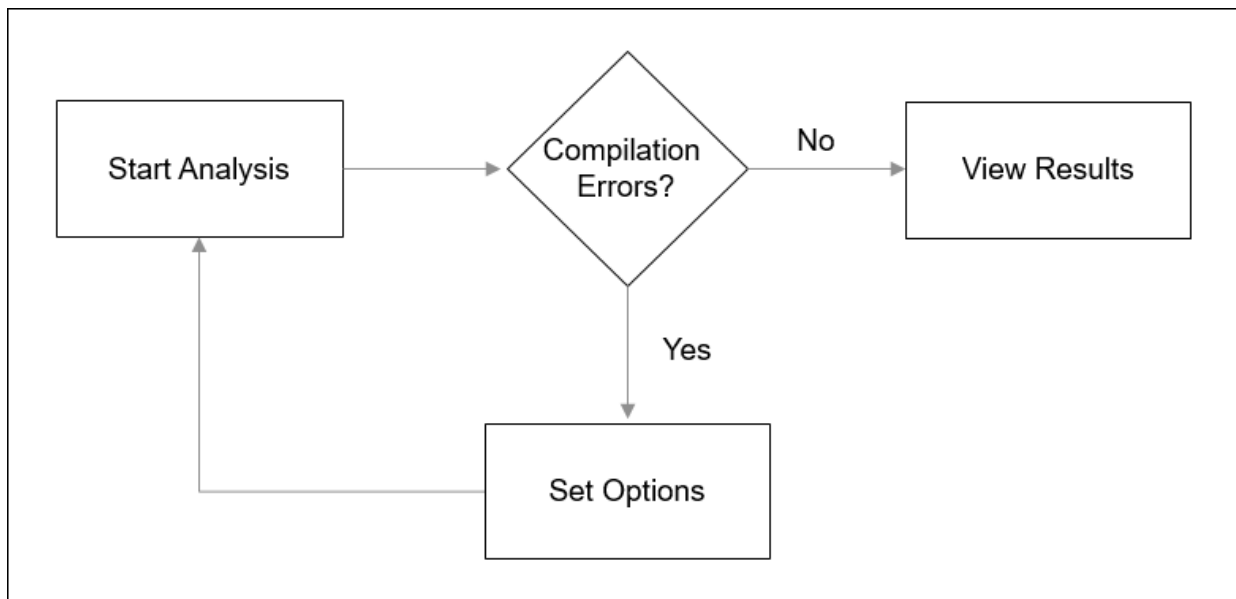 Start Analysis
Compilation
Errors?
No
View Results
Yes
Set Options